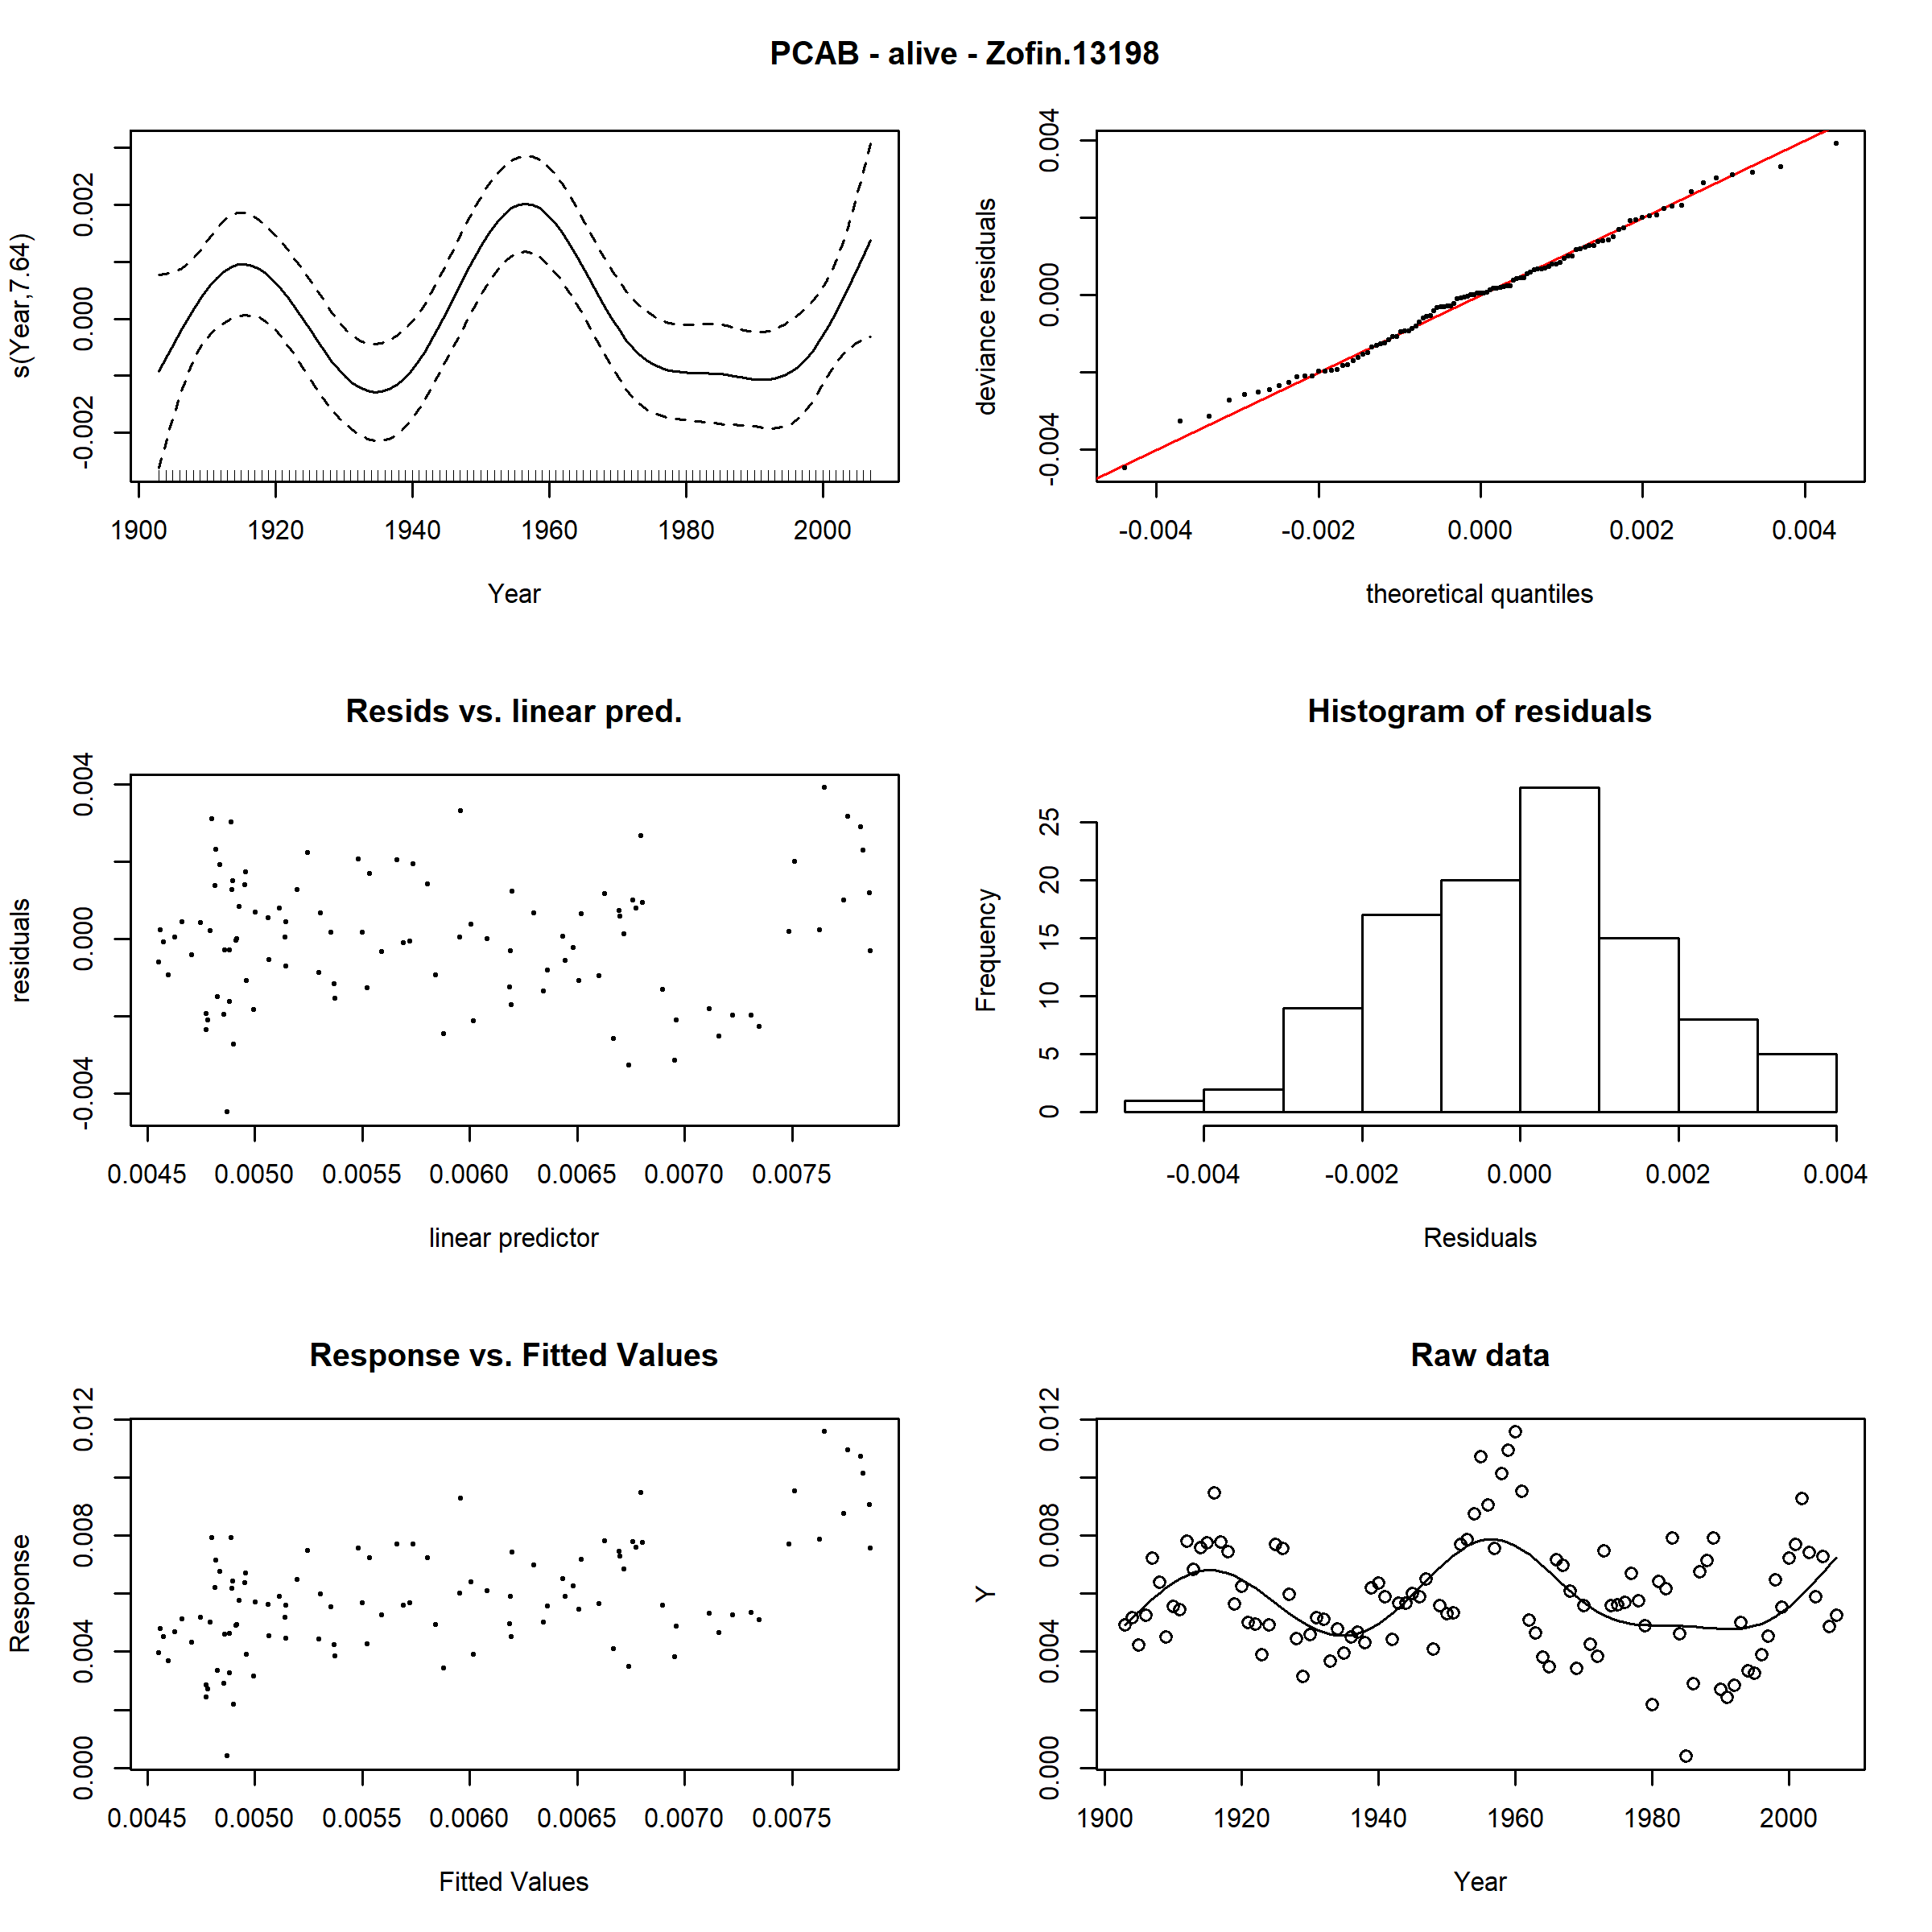 PCAB - alive - Zofin.13198
s(Year,7.64)
-0.002 0.000 0.002
1900 1920 1940 1960 1980 2000
Year
deviance residuals
-0.004 0.000 0.004
-0.004 -0.002 0.000 0.002 0.004
theoretical quantiles
Resids vs. linear pred.
residuals
-0.004 0.000 0.004
0.0045 0.0050 0.0055 0.0060 0.0065 0.0070 0.0075
linear predictor
Histogram of residuals
Frequency
0 5 10 15 20 25
-0.004 -0.002 0.000 0.002 0.004
Residuals
Response vs. Fitted Values
Response
0.000 0.004 0.008 0.012
0.0045 0.0050 0.0055 0.0060 0.0065 0.0070 0.0075
Fitted Values
Raw data
Y
0.000 0.004 0.008 0.012
1900 1920 1940 1960 1980 2000
Year